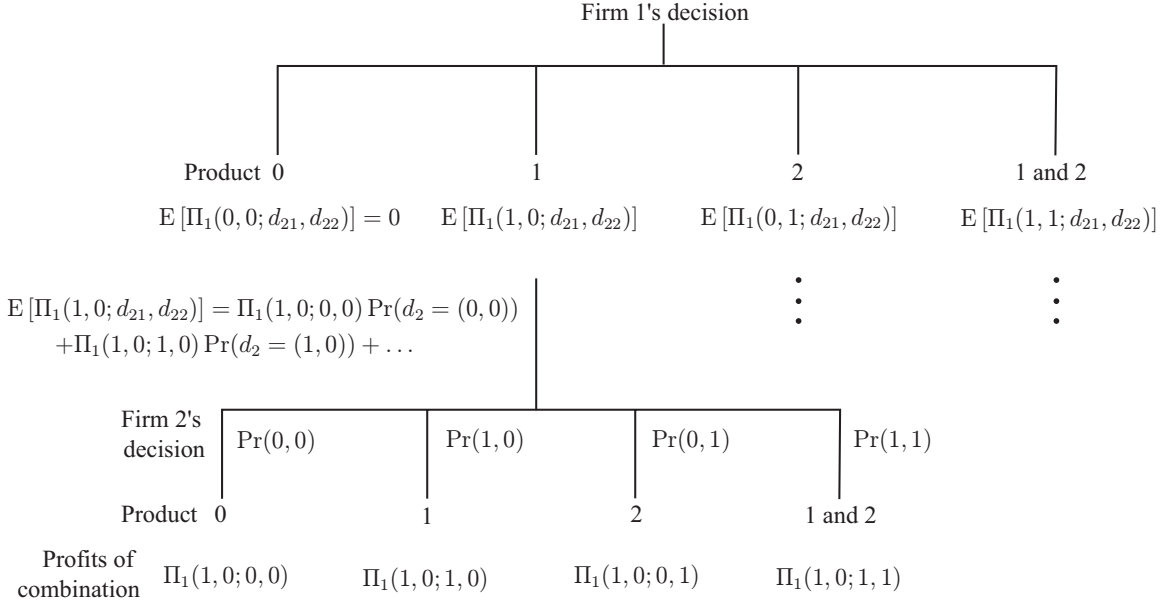 Firm 1's decision
Product 0 1 2 1 and 2
E [Π₁(0, 0; d₂₁, d₂₂)] = 0 E [Π₁(1, 0; d₂₁, d₂₂)] E [Π₁(0, 1; d₂₁, d₂₂)] E [Π₁(1, 1; d₂₁, d₂₂)]
E [Π₁(1, 0; d₂₁, d₂₂)] = Π₁(1, 0; 0, 0) Pr(d₂ = (0, 0))
+Π₁(1, 0; 1, 0) Pr(d₂ = (1, 0)) + . . .
Firm 2's
decision Pr(0, 0) Pr(1, 0) Pr(0, 1) Pr(1, 1)
Product 0 1 2 1 and 2
Profits of
combination Π₁(1, 0; 0, 0) Π₁(1, 0; 1, 0) Π₁(1, 0; 0, 1) Π₁(1, 0; 1, 1)